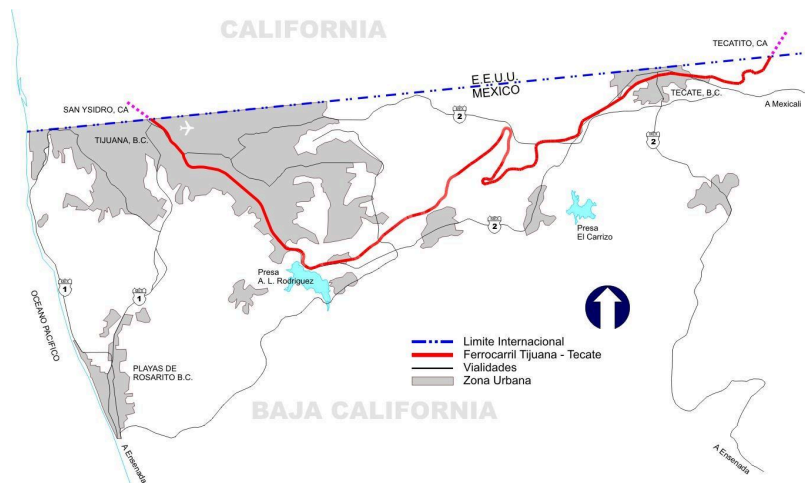 CALIFORNIA
TECATITO, CA
E.E.U.U.
MEXICO
SAN YSIDRO, CA
TECATE, B.C.
A Mexicali
2
TIJUANA, B.C.
2
2
Presa
El Carrizo
Presa
A. L. Rodriguez
1
1
OCEANO PACIFICO
Limite Internacional
Ferrocarril Tijuana - Tecate
Vialidades
Zona Urbana
PLAYAS DE
ROSARITO B.C.
BAJA CALIFORNIA
A Ensenada
A Ensenada